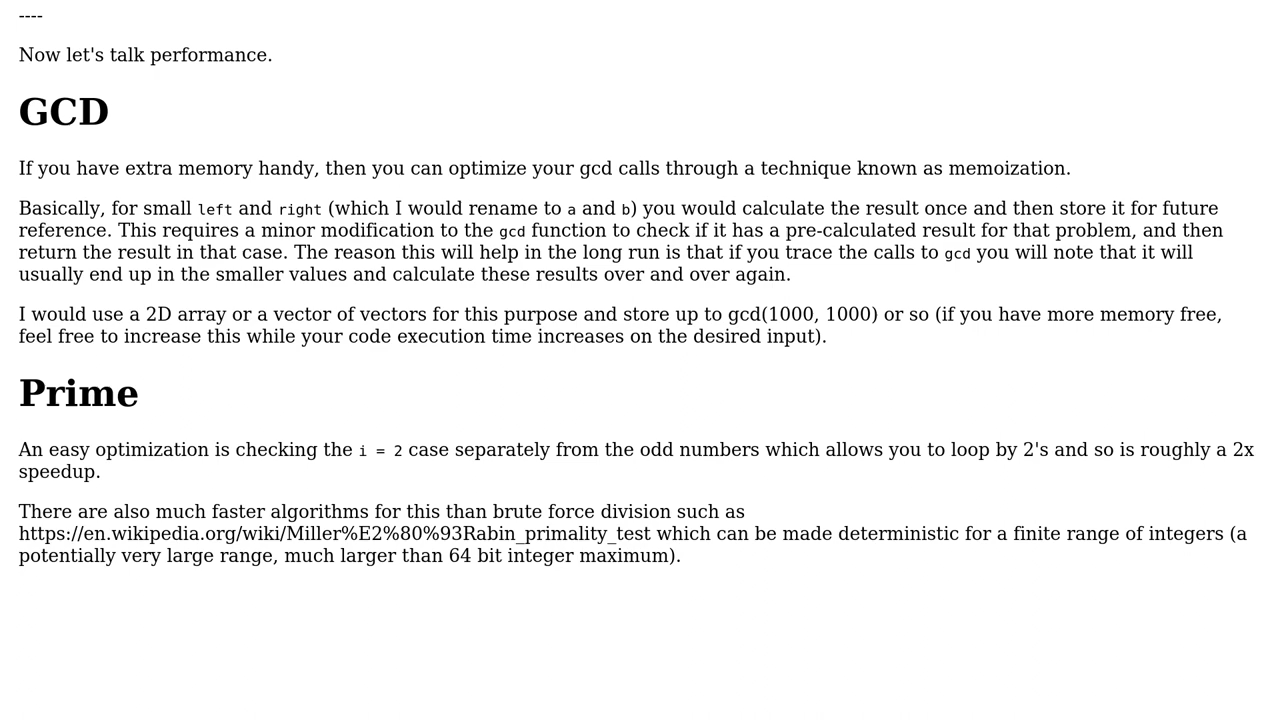 ----
Now let's talk performance.
GCD
If you have extra memory handy, then you can optimize your gcd calls through a technique known as memoization.
Basically, for small left and right (which I would rename to a and b) you would calculate the result once and then store it for future
reference. This requires a minor modification to the gcd function to check if it has a pre-calculated result for that problem, and then
return the result in that case. The reason this will help in the long run is that if you trace the calls to gcd you will note that it will
usually end up in the smaller values and calculate these results over and over again.
I would use a 2D array or a vector of vectors for this purpose and store up to gcd(1000, 1000) or so (if you have more memory free,
feel free to increase this while your code execution time increases on the desired input).
Prime
An easy optimization is checking the i = 2 case separately from the odd numbers which allows you to loop by 2's and so is roughly a 2x
speedup.
There are also much faster algorithms for this than brute force division such as
https://en.wikipedia.org/wiki/Miller%E2%80%93Rabin_primality_test which can be made deterministic for a finite range of integers (a
potentially very large range, much larger than 64 bit integer maximum).